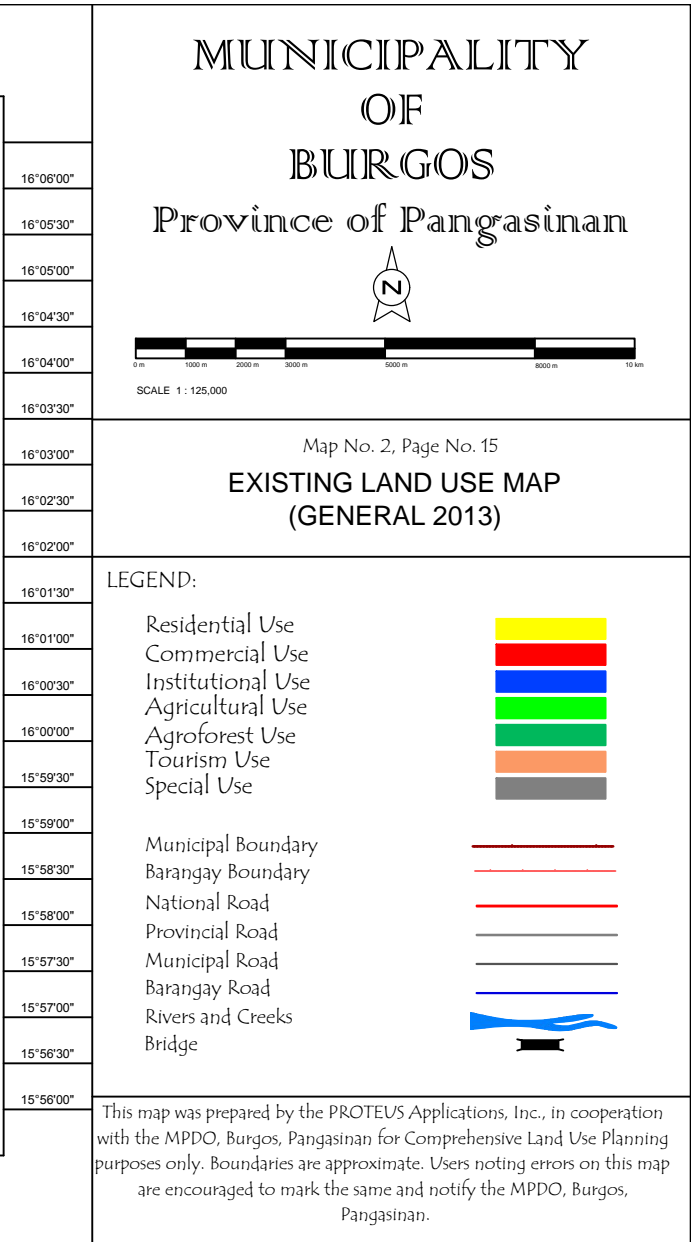 16°06'00"
16°05'30"
16°05'00"
16°04'30"
16°04'00"
16°03'30"
16°03'00"
16°02'30"
16°02'00"
16°01'30"
16°01'00"
16°00'30"
16°00'00"
15°59'30"
15°59'00"
15°58'30"
15°58'00"
15°57'30"
15°57'00"
15°56'30"
15°56'00"
MUNICIPALITY
OF
BURGOS
Province of Pangasinan
N
0 m 1000 m 2000 m 3000 m 5000 m 8000 m 10 km
SCALE 1 : 125,000
Map No. 2, Page No. 15
EXISTING LAND USE MAP
(GENERAL 2013)
LEGEND:
Residential Use
Commercial Use
Institutional Use
Agricultural Use
Agroforest Use
Tourism Use
Special Use
Municipal Boundary
Barangay Boundary
National Road
Provincial Road
Municipal Road
Barangay Road
Rivers and Creeks
Bridge
This map was prepared by the PROTEUS Applications, Inc., in cooperation
with the MPDO, Burgos, Pangasinan for Comprehensive Land Use Planning
purposes only. Boundaries are approximate. Users noting errors on this map
are encouraged to mark the same and notify the MPDO, Burgos,
Pangasinan.